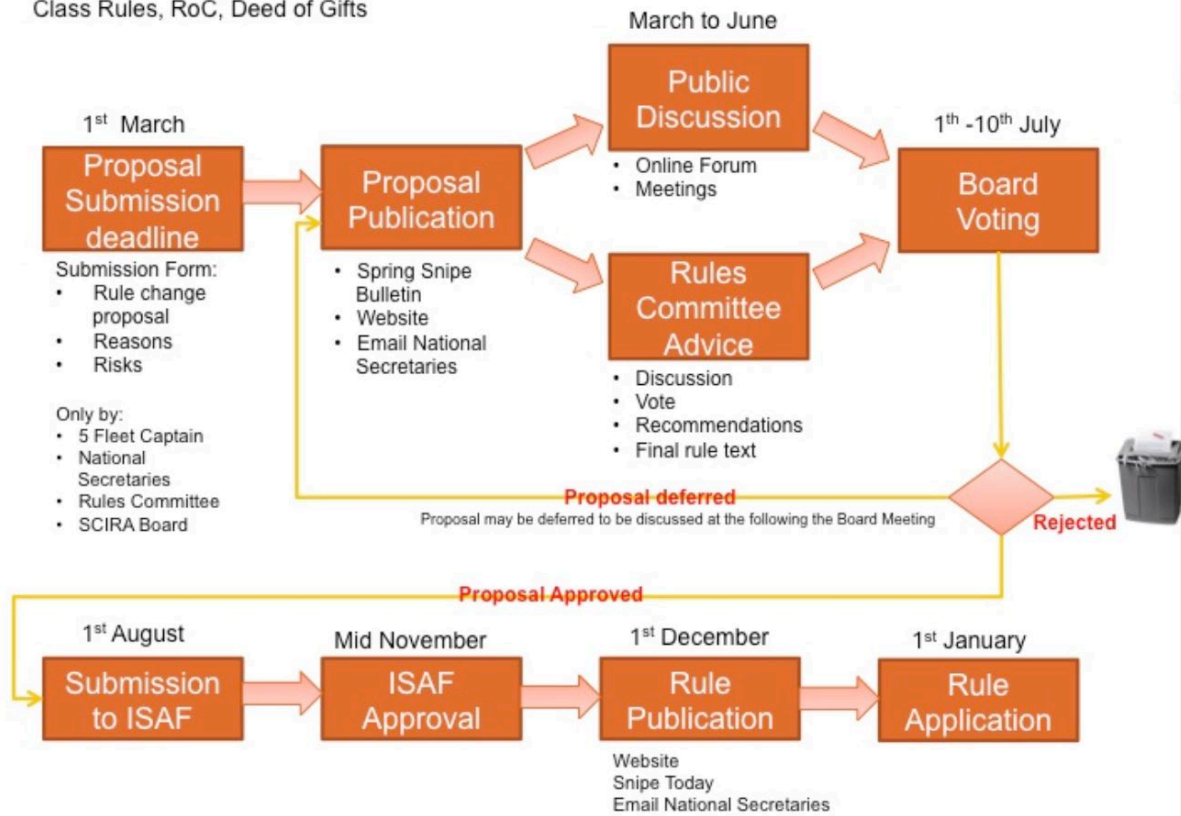 Class Rules, RoC, Deed of Gifts
March to June
Public
Discussion
• Online Forum
• Meetings
1st March
Proposal
Submission
deadline
Submission Form:
• Rule change
proposal
• Reasons
• Risks
Only by:
• 5 Fleet Captain
• National
Secretaries
• Rules Committee
• SCIRA Board
Proposal
Publication
• Spring Snipe
Bulletin
• Website
• Email National
Secretaries
Rules
Committee
Advice
• Discussion
• Vote
• Recommendations
• Final rule text
1th -10th July
Board
Voting
Proposal deferred
Proposal may be deferred to be discussed at the following the Board Meeting
Rejected
Proposal Approved
1st August
Submission
to ISAF
Mid November
ISAF
Approval
1st December
Rule
Publication
Website
Snipe Today
Email National Secretaries
1st January
Rule
Application